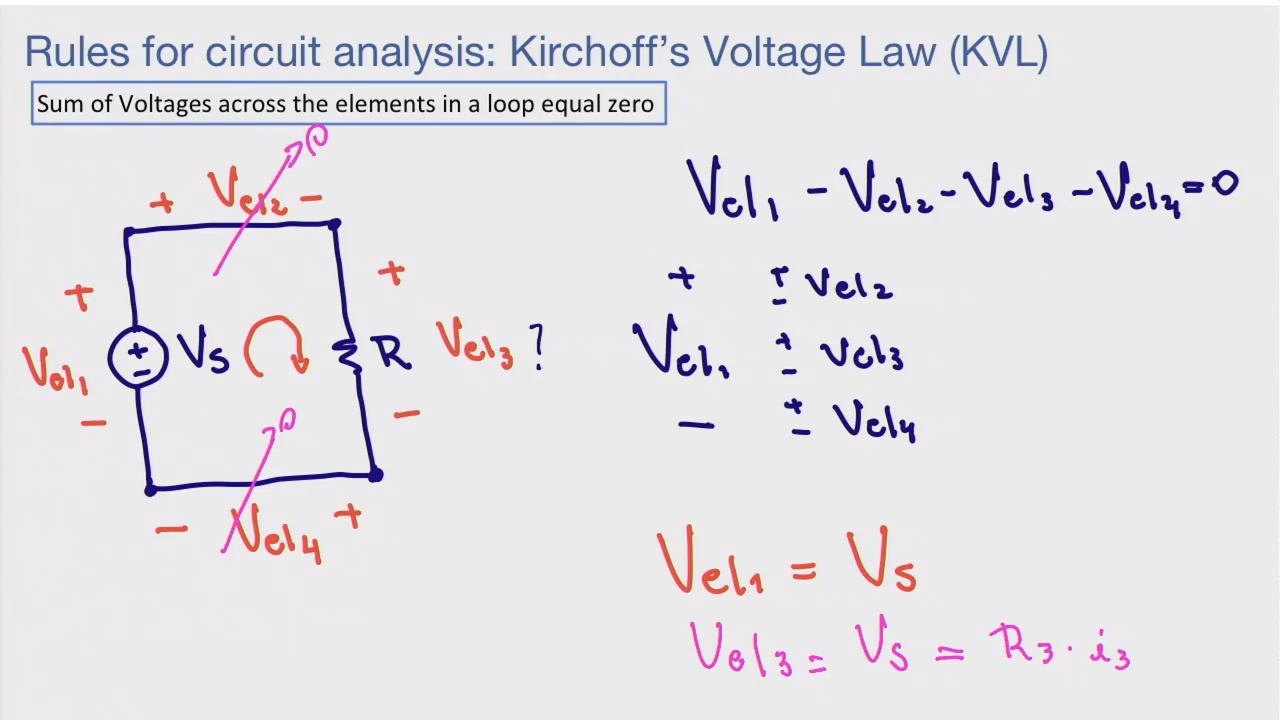 Rules for circuit analysis: Kirchoff's Voltage Law (KVL)
Sum of Voltages across the elements in a loop equal zero
+ Vel2 − 0
Vel1 − Vel2 − Vel3 − Vel4 = 0
+ +
+ ± Vel2
Vel1 + − VS R Vel3 ?
Vel1 ± Vel3
− −
− ± Vel4
0
− Vel4 +
Vel1 = VS
Vel3 = VS = R3 · i3